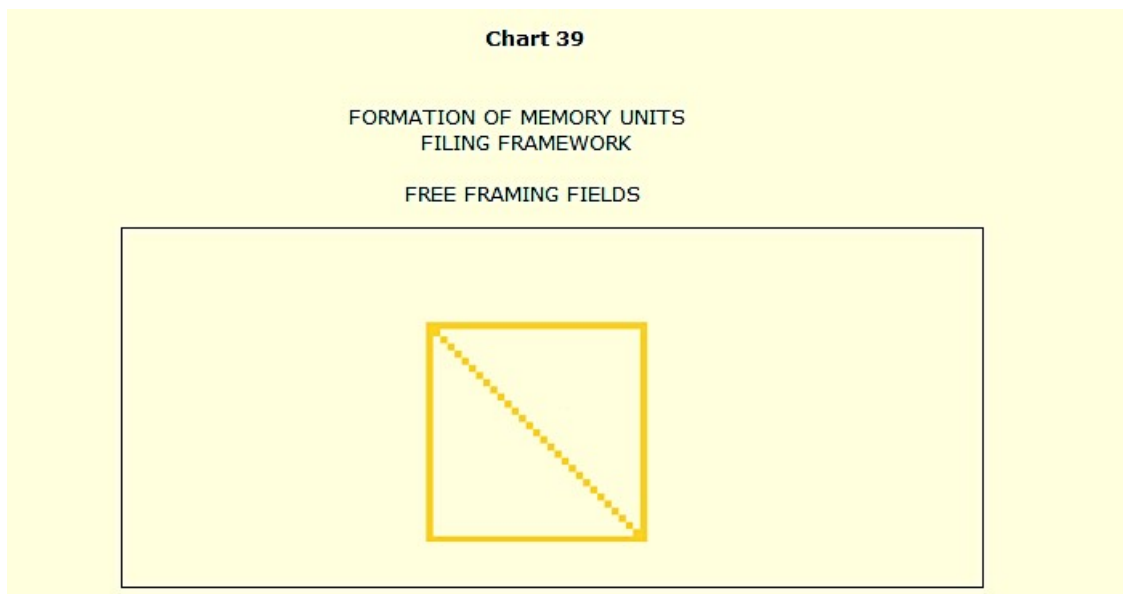 Chart 39
FORMATION OF MEMORY UNITS
FILING FRAMEWORK
FREE FRAMING FIELDS